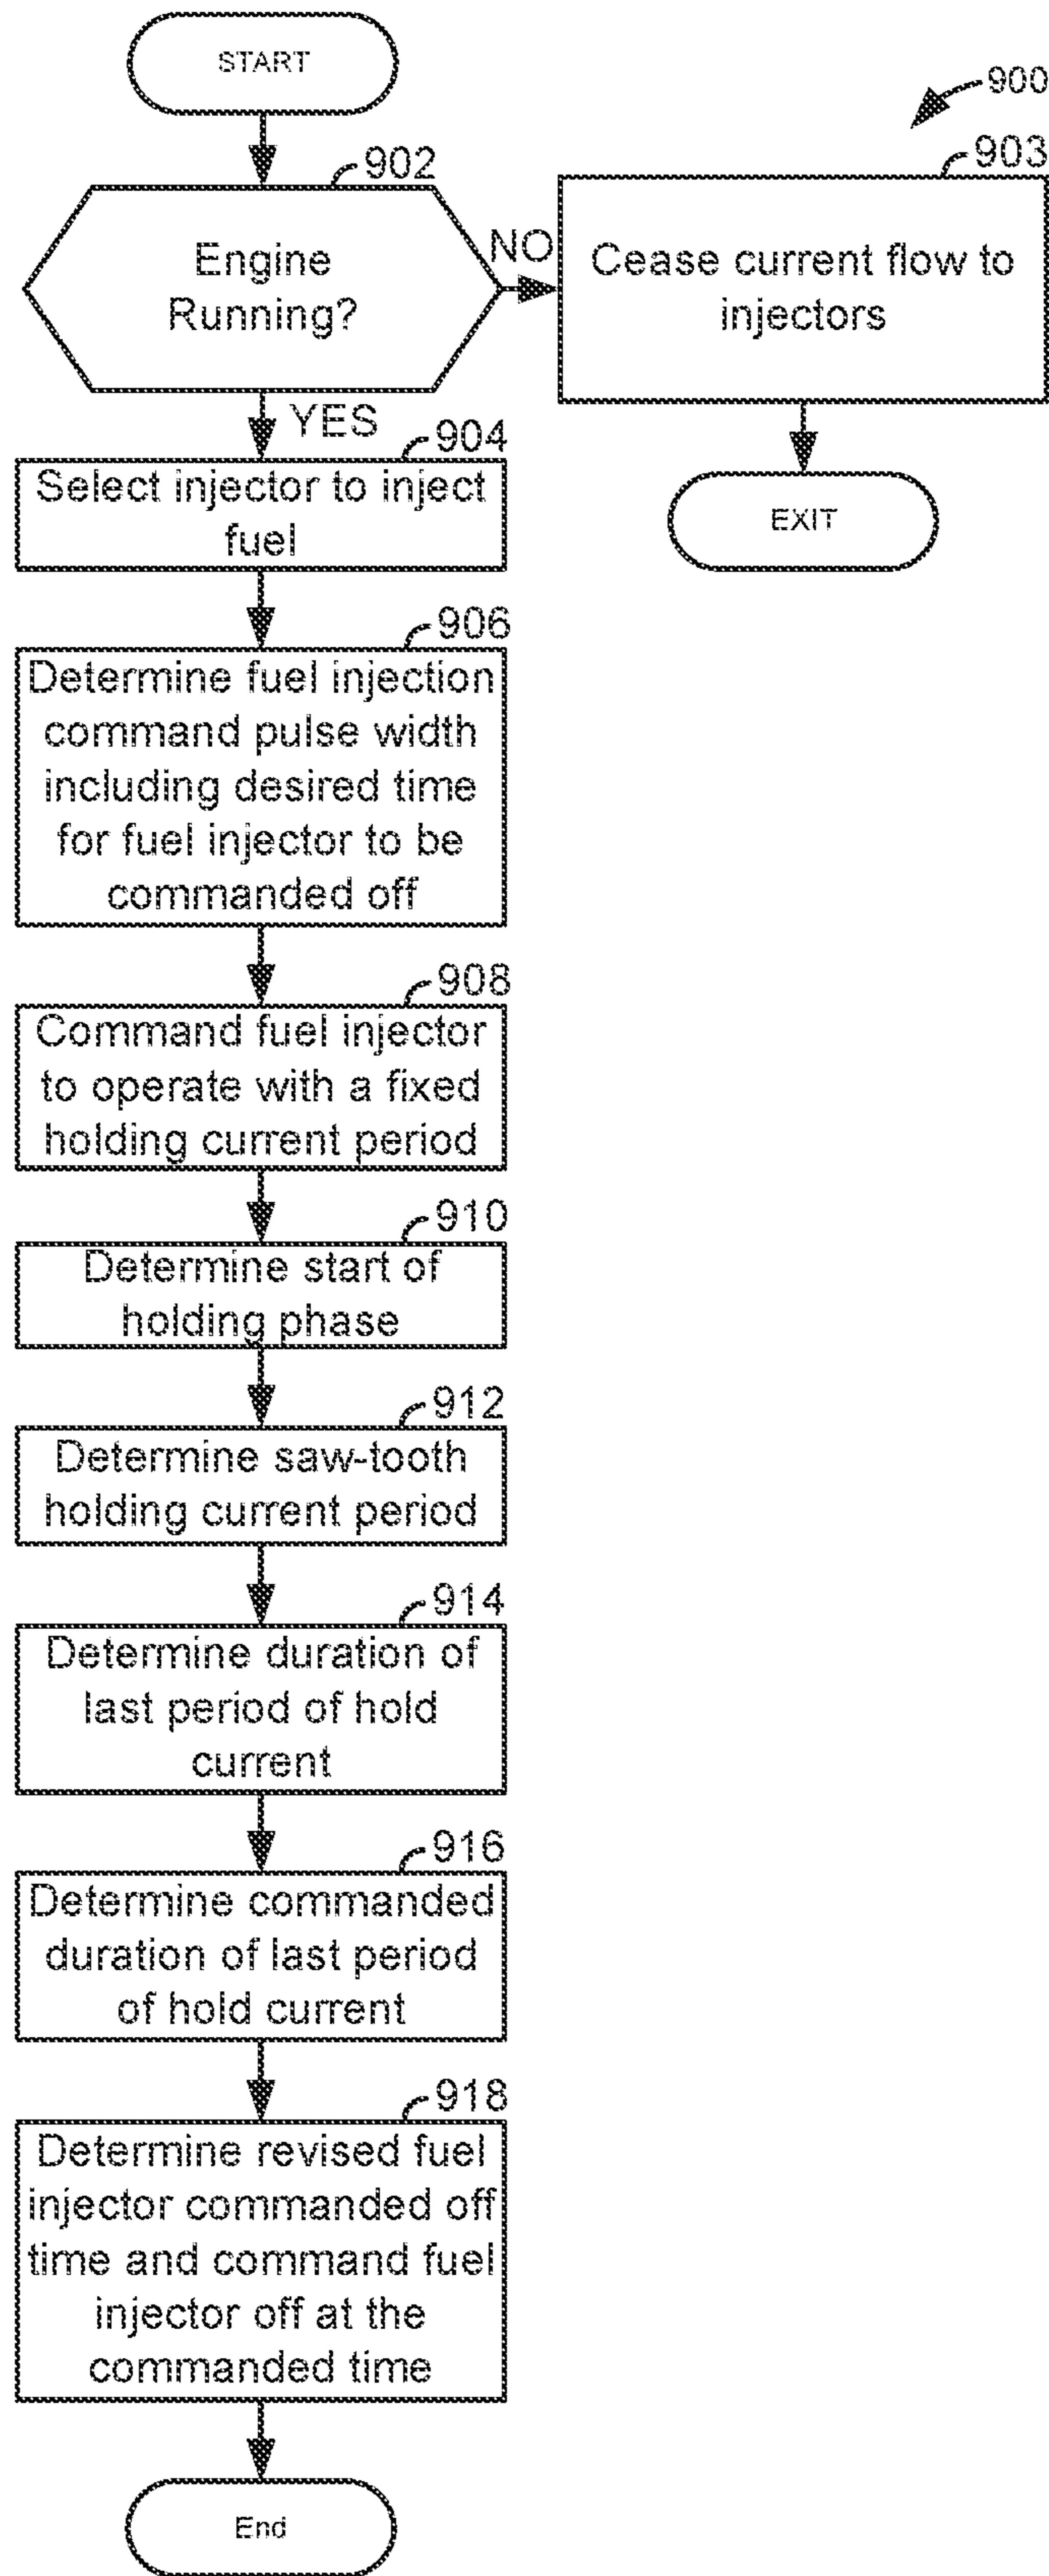 START
900
902
903
Engine
Running?
NO
Cease current flow to
injectors
YES
EXIT
904
Select injector to inject
fuel
906
Determine fuel injection
command pulse width
including desired time
for fuel injector to be
commanded off
908
Command fuel injector
to operate with a fixed
holding current period
910
Determine start of
holding phase
912
Determine saw-tooth
holding current period
914
Determine duration of
last period of hold
current
916
Determine commanded
duration of last period
of hold current
918
Determine revised fuel
injector commanded off
time and command fuel
injector off at the
commanded time
End